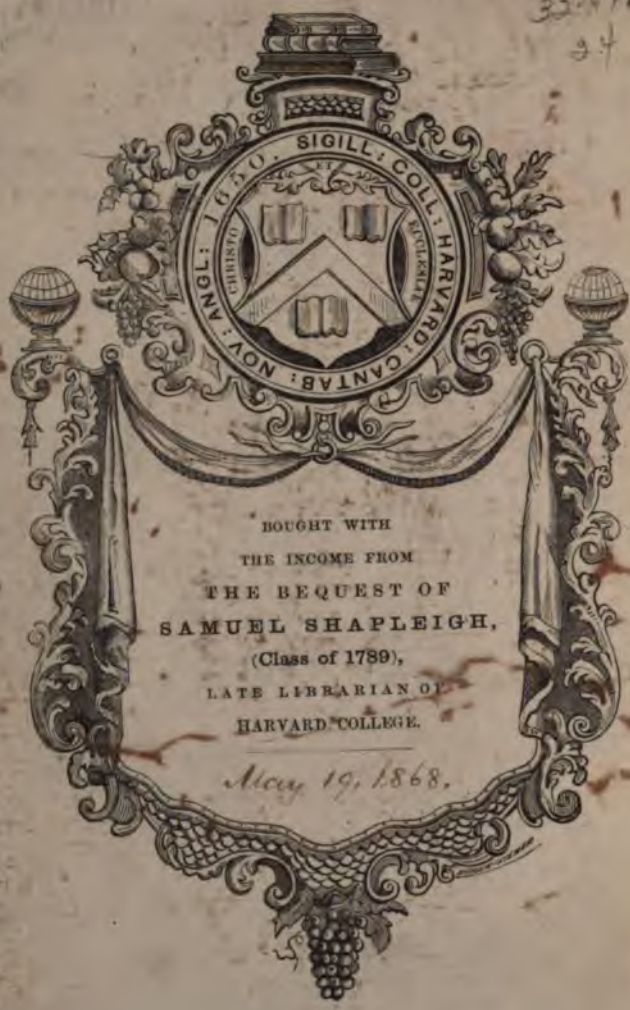 SIGILL: COLL: HARVARD: CANTAB: NOV: ANGL: 1650.
CHRISTO ET ECCLESIAE
BOUGHT WITH
THE INCOME FROM
THE BEQUEST OF
SAMUEL SHAPLEIGH,
(Class of 1789),
LATE LIBRARIAN OF
HARVARD COLLEGE.
May 19, 1868.